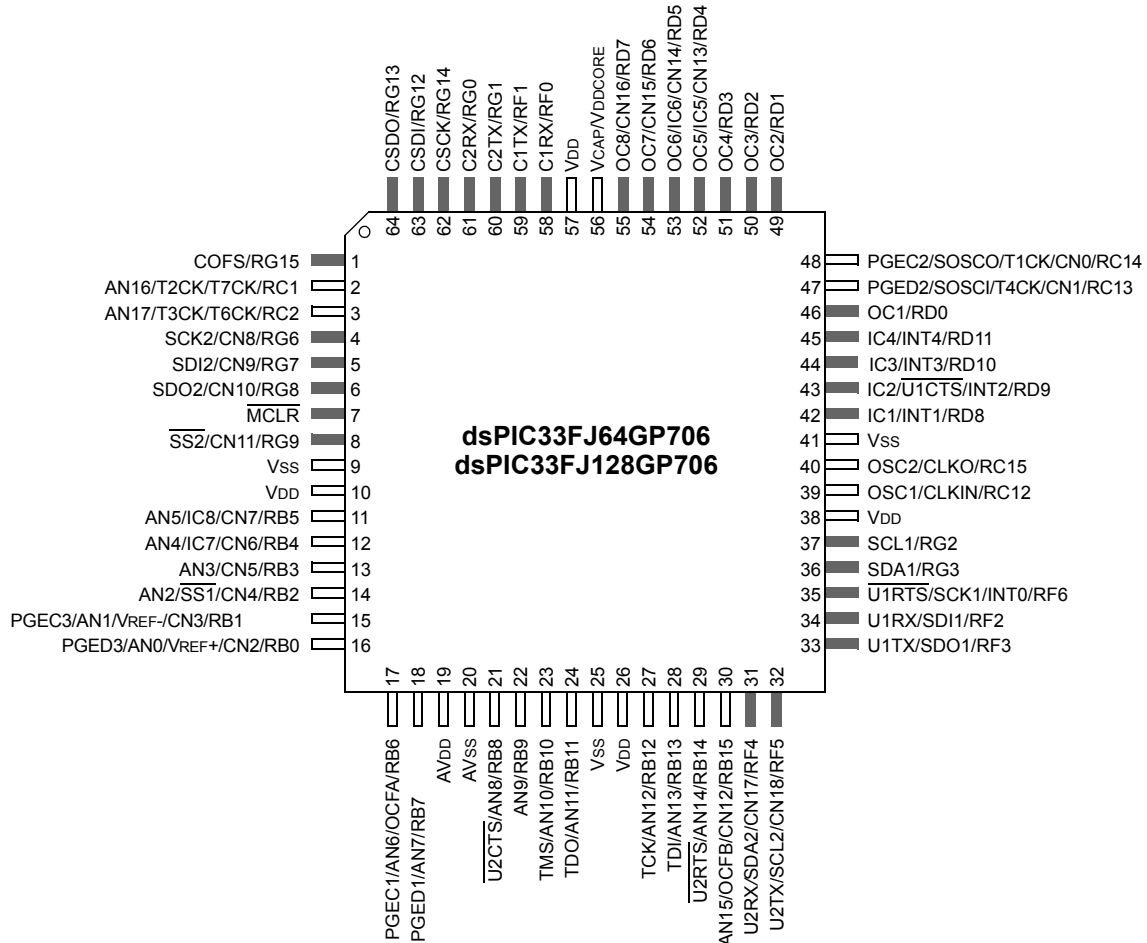 CSDO/RG13
CSDI/RG12
CSCK/RG14
C2RX/RG0
C2TX/RG1
C1TX/RF1
C1RX/RF0
VDD
VCAP/VDDCORE
OC8/CN16/RD7
OC7/CN15/RD6
OC6/IC6/CN14/RD5
OC5/IC5/CN13/RD4
OC4/RD3
OC3/RD2
OC2/RD1
64
63
62
61
60
59
58
57
56
55
54
53
52
51
50
49
COFS/RG15 1
AN16/T2CK/T7CK/RC1 2
AN17/T3CK/T6CK/RC2 3
SCK2/CN8/RG6 4
SDI2/CN9/RG7 5
SDO2/CN10/RG8 6
MCLR 7
SS2/CN11/RG9 8
VSS 9
VDD 10
AN5/IC8/CN7/RB5 11
AN4/IC7/CN6/RB4 12
AN3/CN5/RB3 13
AN2/SS1/CN4/RB2 14
PGEC3/AN1/VREF-/CN3/RB1 15
PGED3/AN0/VREF+/CN2/RB0 16
dsPIC33FJ64GP706
dsPIC33FJ128GP706
48 PGEC2/SOSCO/T1CK/CN0/RC14
47 PGED2/SOSCI/T4CK/CN1/RC13
46 OC1/RD0
45 IC4/INT4/RD11
44 IC3/INT3/RD10
43 IC2/U1CTS/INT2/RD9
42 IC1/INT1/RD8
41 VSS
40 OSC2/CLKO/RC15
39 OSC1/CLKIN/RC12
38 VDD
37 SCL1/RG2
36 SDA1/RG3
35 U1RTS/SCK1/INT0/RF6
34 U1RX/SDI1/RF2
33 U1TX/SDO1/RF3
17
18
19
20
21
22
23
24
25
26
27
28
29
30
31
32
PGEC1/AN6/OCFA/RB6
PGED1/AN7/RB7
AVDD
AVSS
U2CTS/AN8/RB8
AN9/RB9
TMS/AN10/RB10
TDO/AN11/RB11
VSS
VDD
TCK/AN12/RB12
TDI/AN13/RB13
U2RTS/AN14/RB14
AN15/OCFB/CN12/RB15
U2RX/SDA2/CN17/RF4
U2TX/SCL2/CN18/RF5